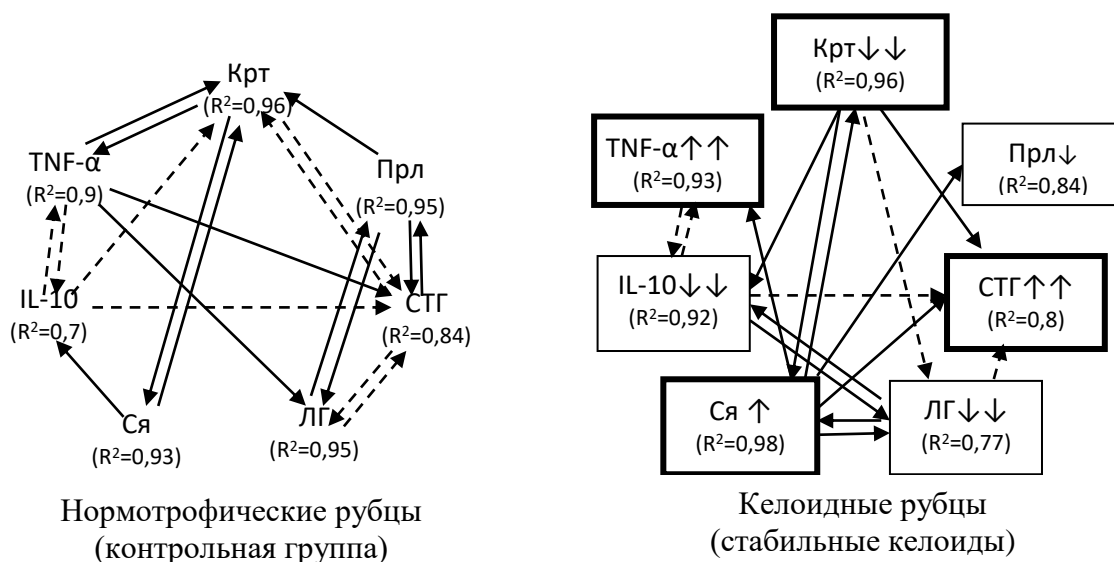 Крт
(R²=0,96)
TNF-α
(R²=0,9)
Прл
(R²=0,95)
IL-10
(R²=0,7)
СТГ
(R²=0,84)
Ся
(R²=0,93)
ЛГ
(R²=0,95)
Нормотрофические рубцы
(контрольная группа)
Крт↓↓
(R²=0,96)
TNF-α↑↑
(R²=0,93)
Прл↓
(R²=0,84)
IL-10↓↓
(R²=0,92)
СТГ↑↑
(R²=0,8)
Ся ↑
(R²=0,98)
ЛГ↓↓
(R²=0,77)
Келоидные рубцы
(стабильные келоиды)